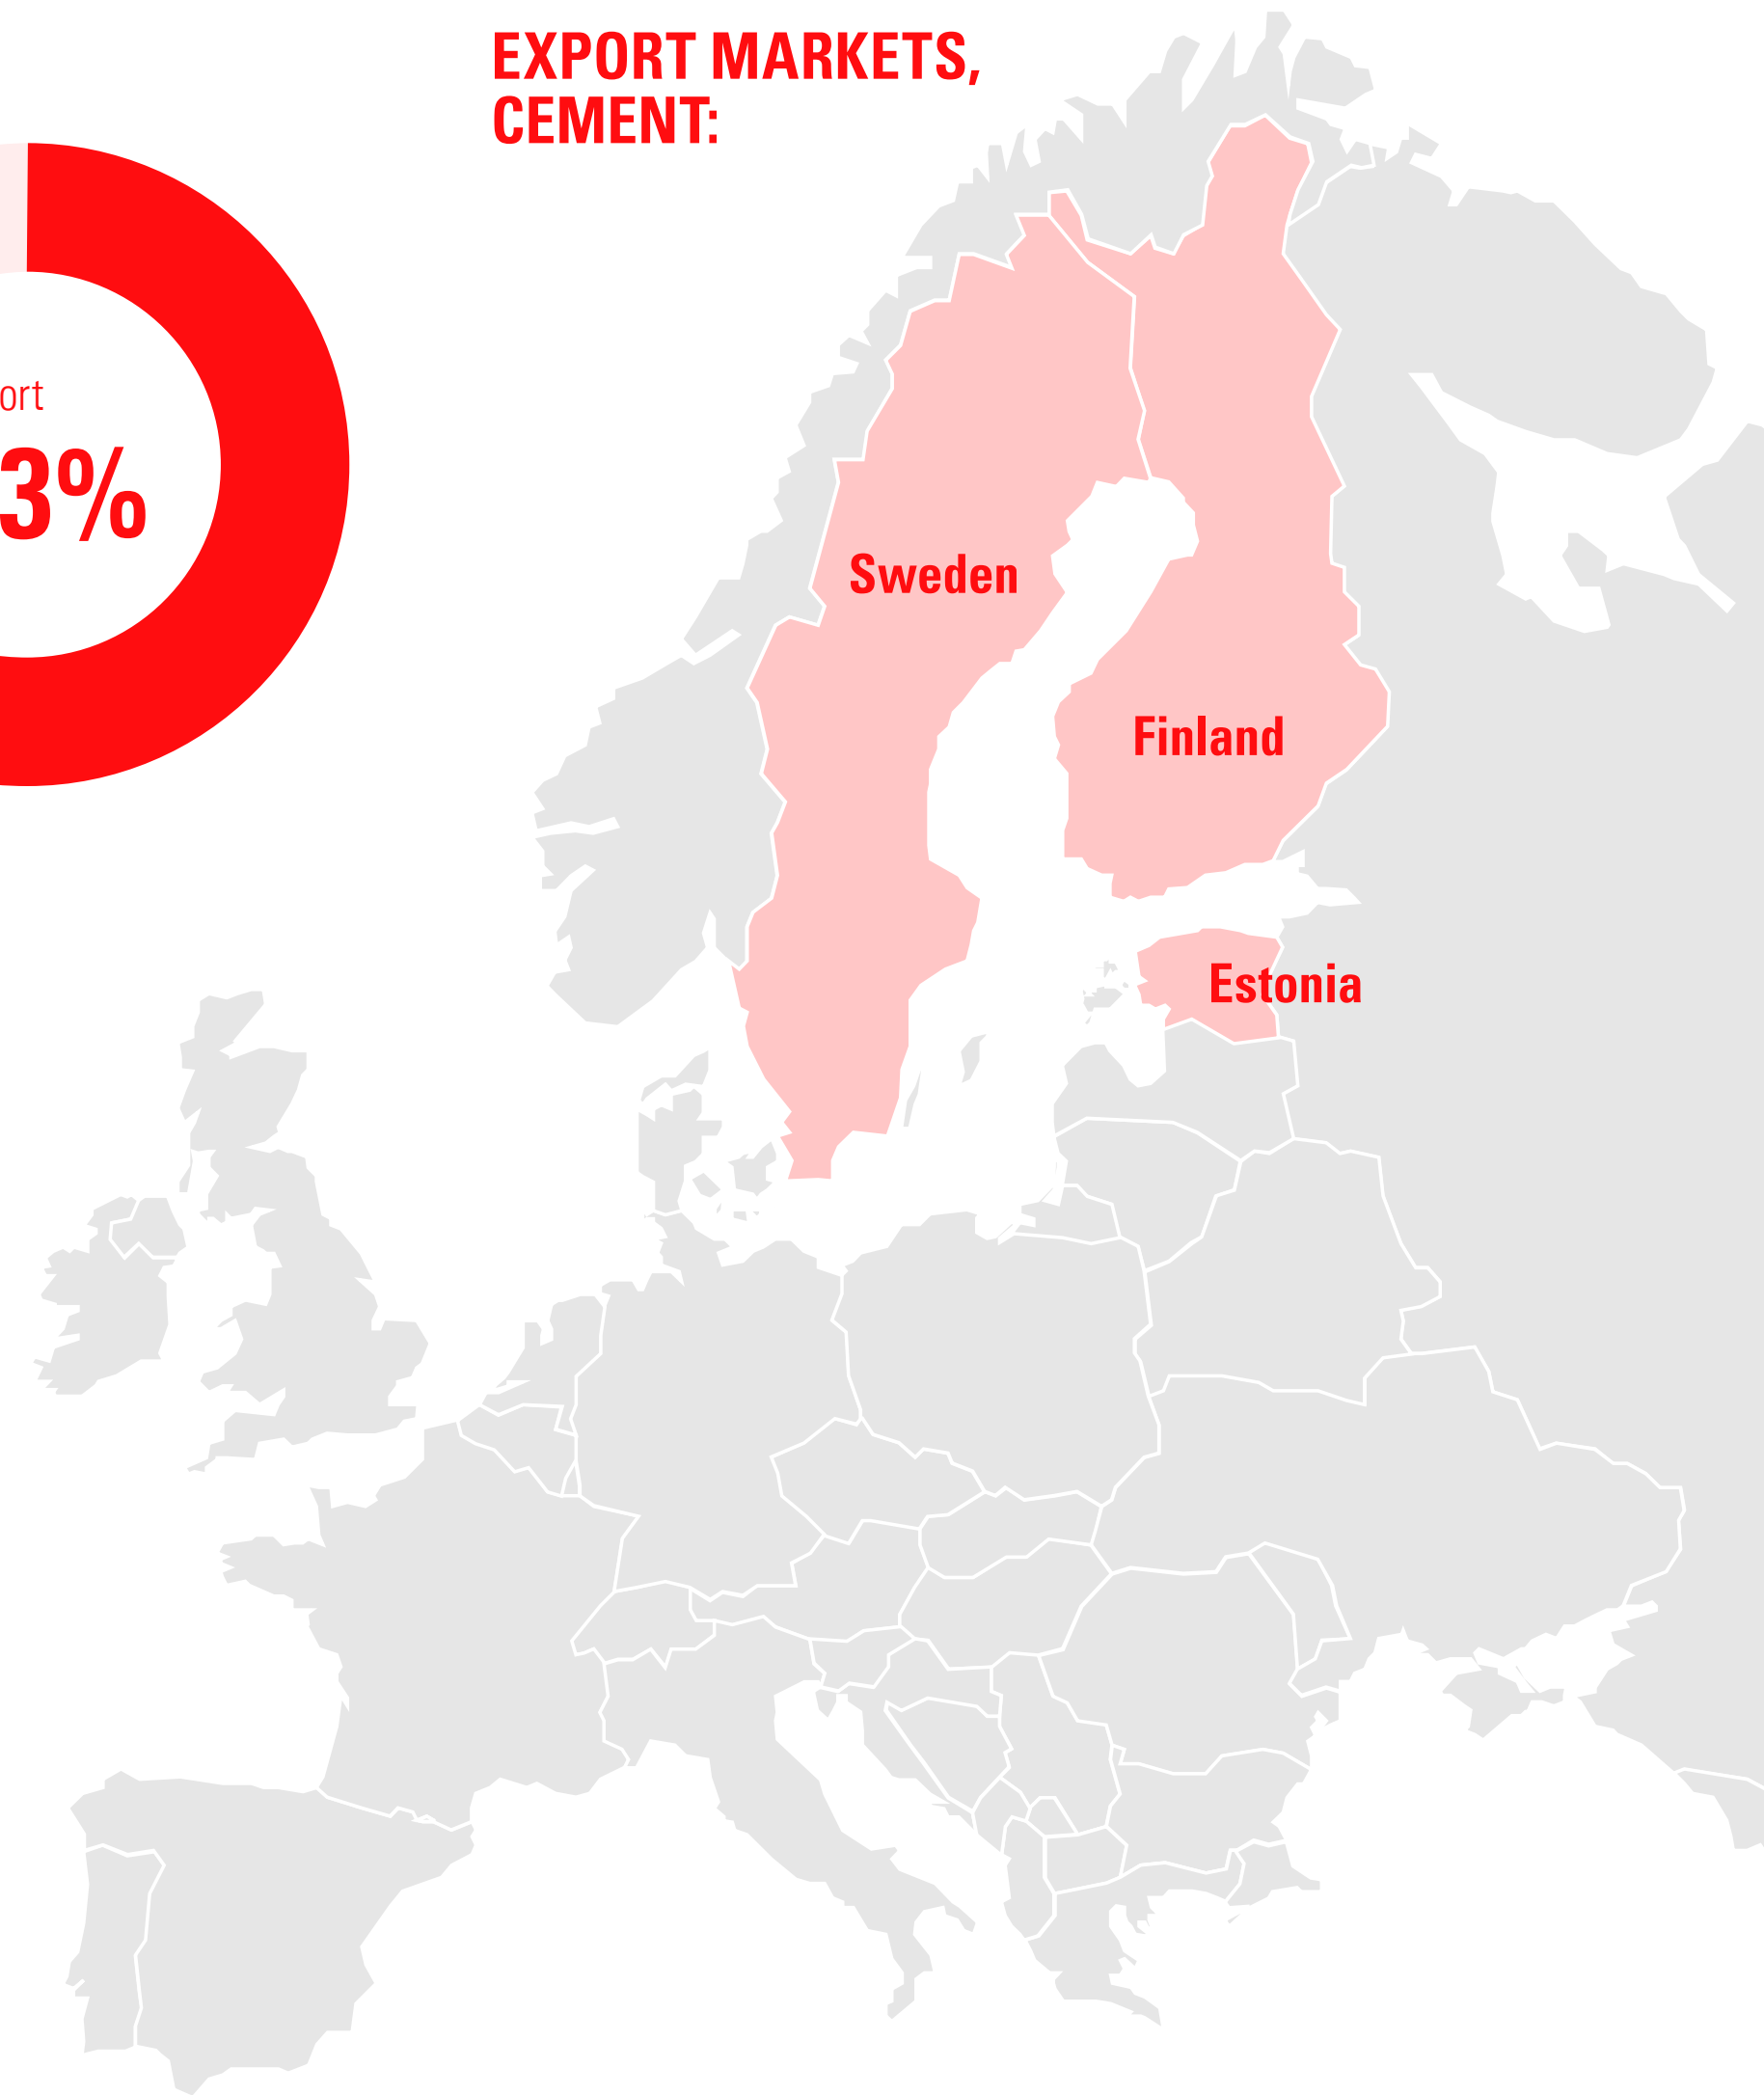 EXPORT MARKETS,
CEMENT:
ort
3%
Sweden
Finland
Estonia